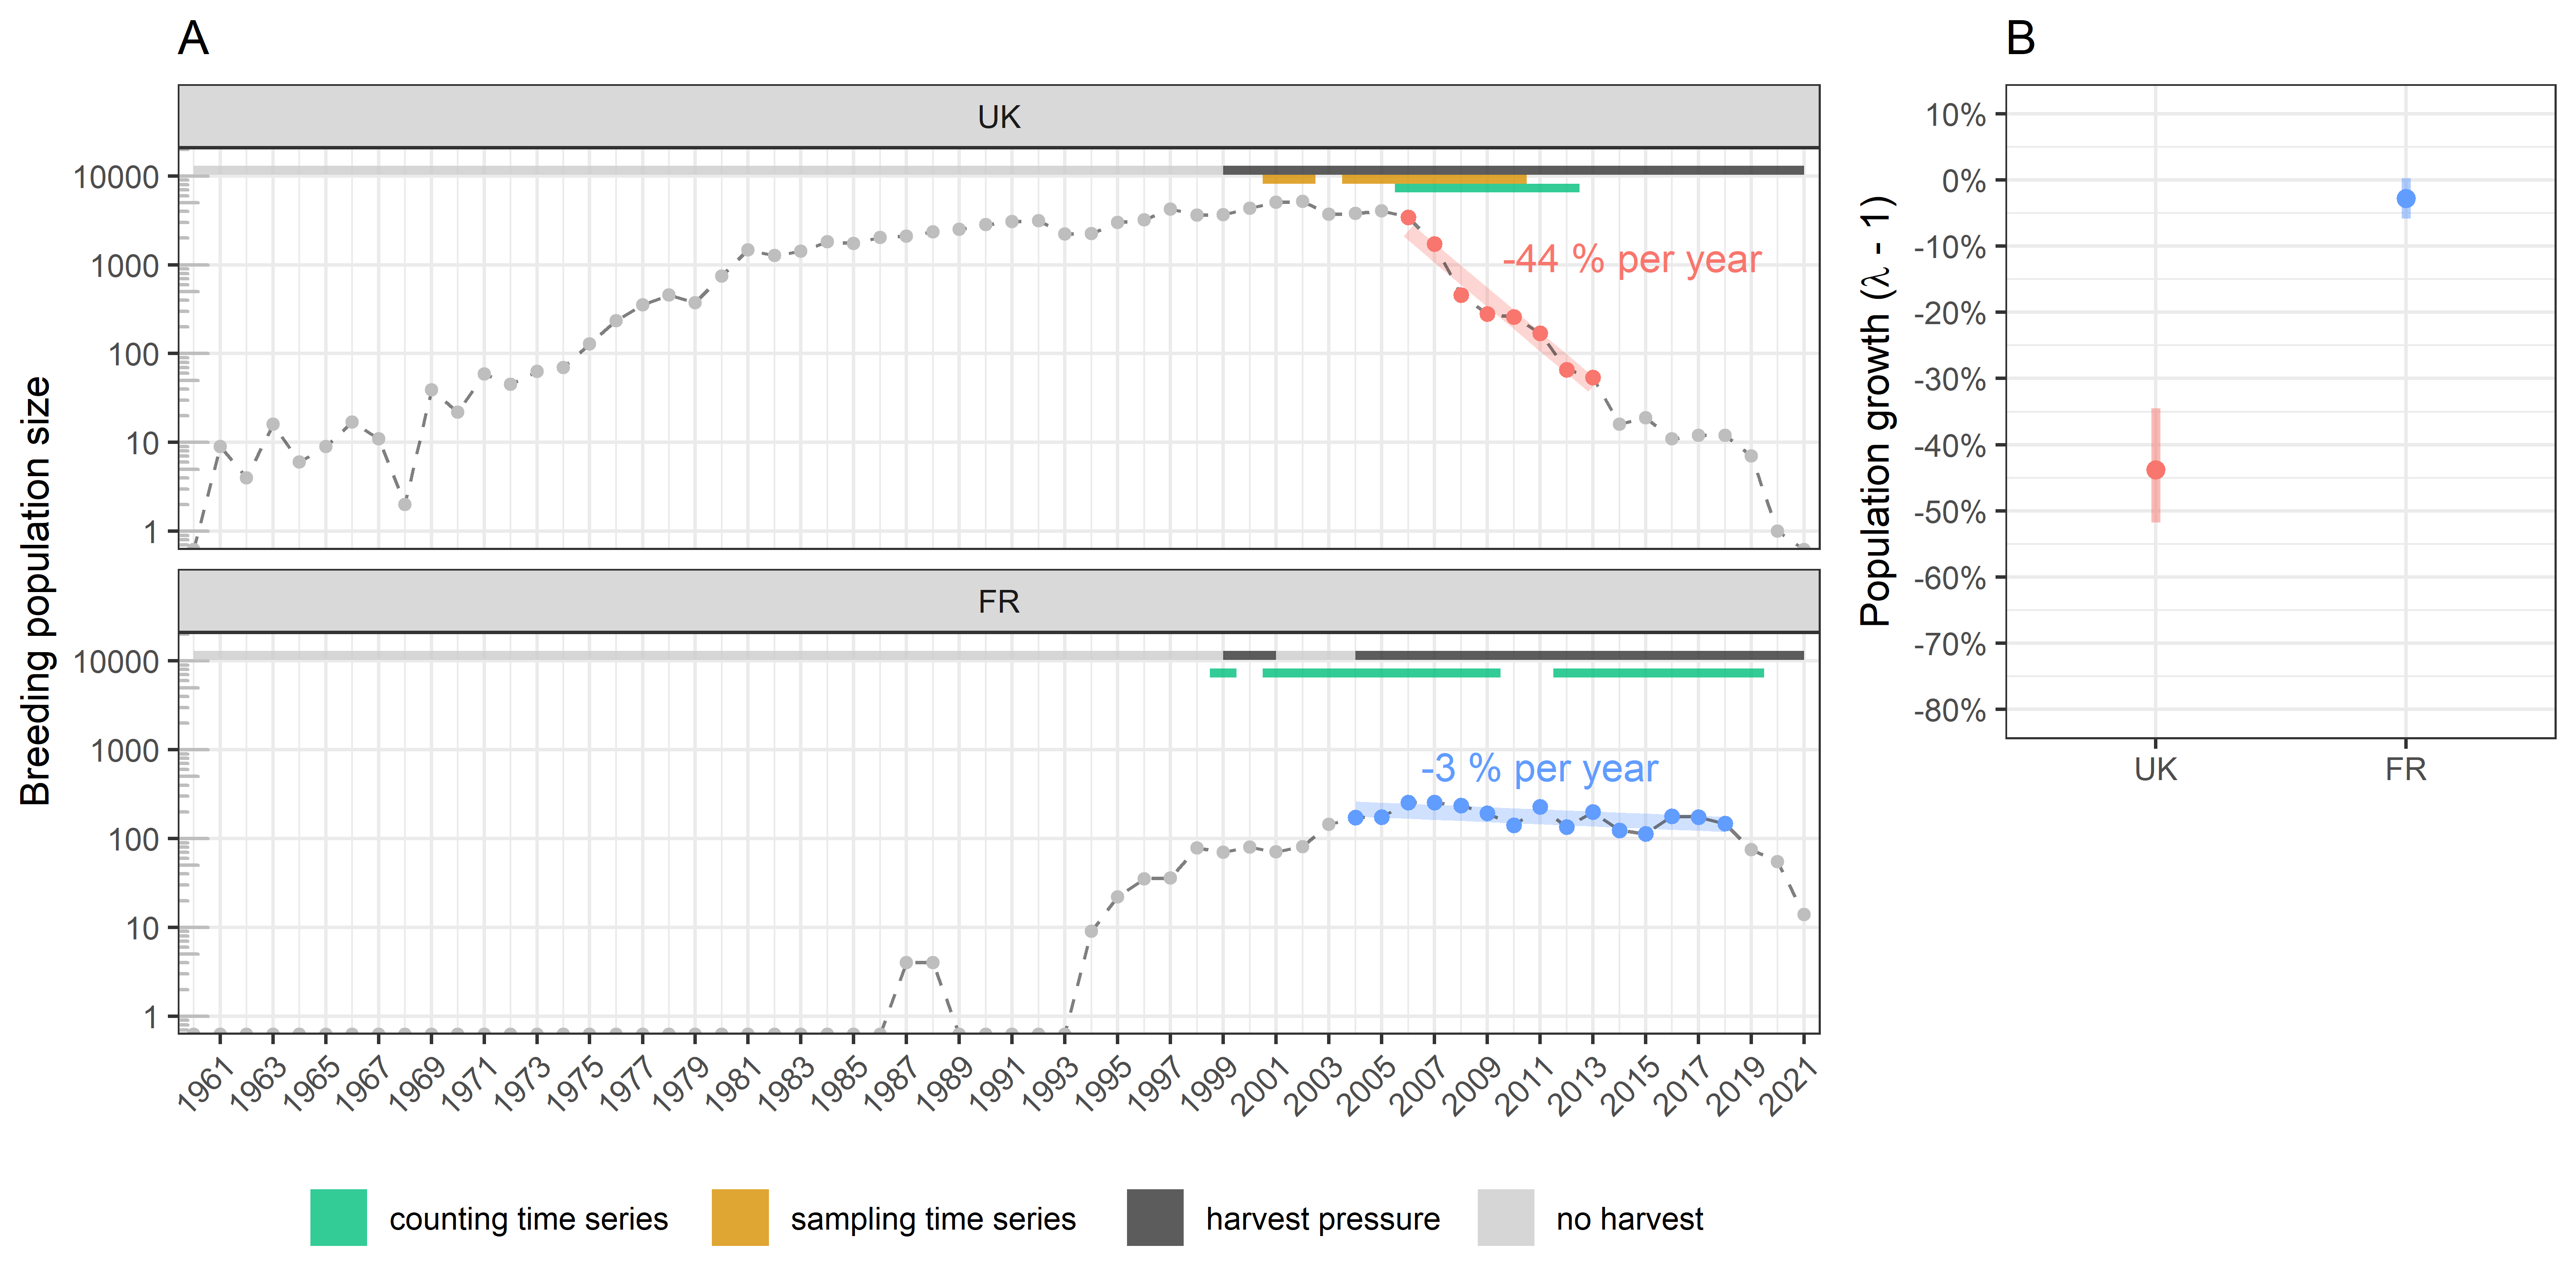 A
B
UK
10000
1000
100
10
1
-44 % per year
Breeding population size
FR
10000
1000
100
10
1
-3 % per year
1961 1963 1965 1967 1969 1971 1973 1975 1977 1979 1981 1983 1985 1987 1989 1991 1993 1995 1997 1999 2001 2003 2005 2007 2009 2011 2013 2015 2017 2019 2021
Population growth (λ - 1)
10%
0%
-10%
-20%
-30%
-40%
-50%
-60%
-70%
-80%
UK FR
counting time series sampling time series harvest pressure no harvest